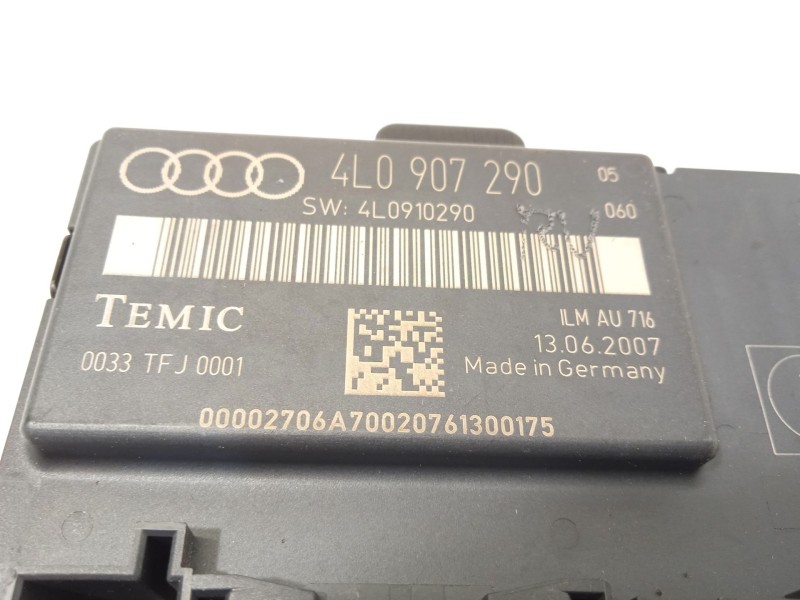 4L0 907 290 05
SW: 4L0910290 060
TEMIC
ILM AU 716
13.06.2007
0033 TFJ 0001
Made in Germany
00002706A70020761300175